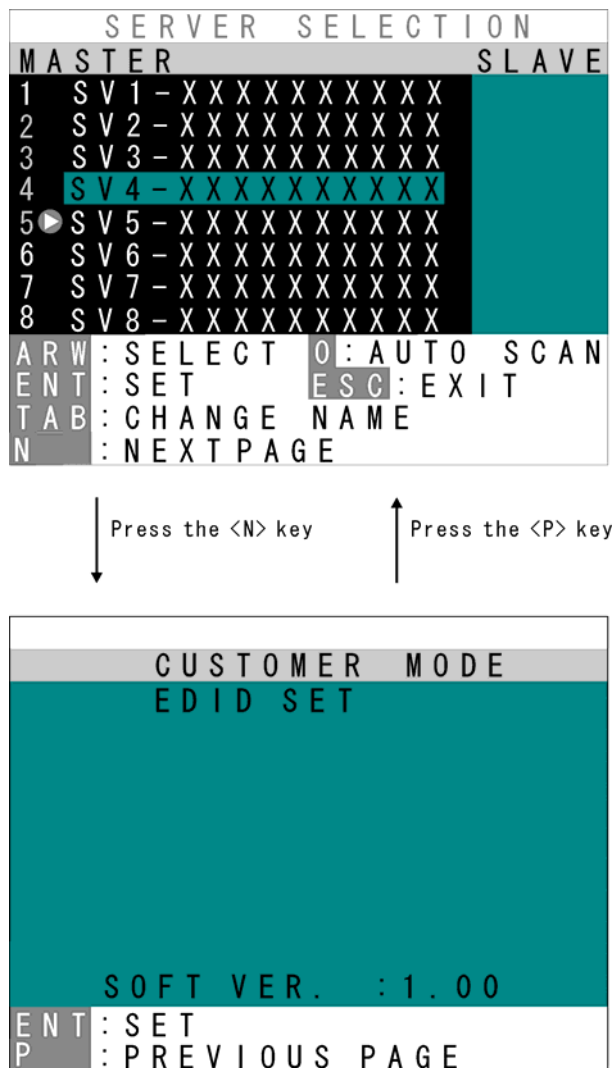 SERVER SELECTION
MASTER SLAVE
1 SV1-XXXXXXXXXX
2 SV2-XXXXXXXXXX
3 SV3-XXXXXXXXXX
4 SV4-XXXXXXXXXX
5 SV5-XXXXXXXXXX
6 SV6-XXXXXXXXXX
7 SV7-XXXXXXXXXX
8 SV8-XXXXXXXXXX
ARW:SELECT 0:AUTO SCAN
ENT:SET ESC:EXIT
TAB:CHANGE NAME
N :NEXTPAGE
Press the <N> key Press the <P> key
CUSTOMER MODE
EDID SET
SOFT VER. :1.00
ENT:SET
P :PREVIOUS PAGE